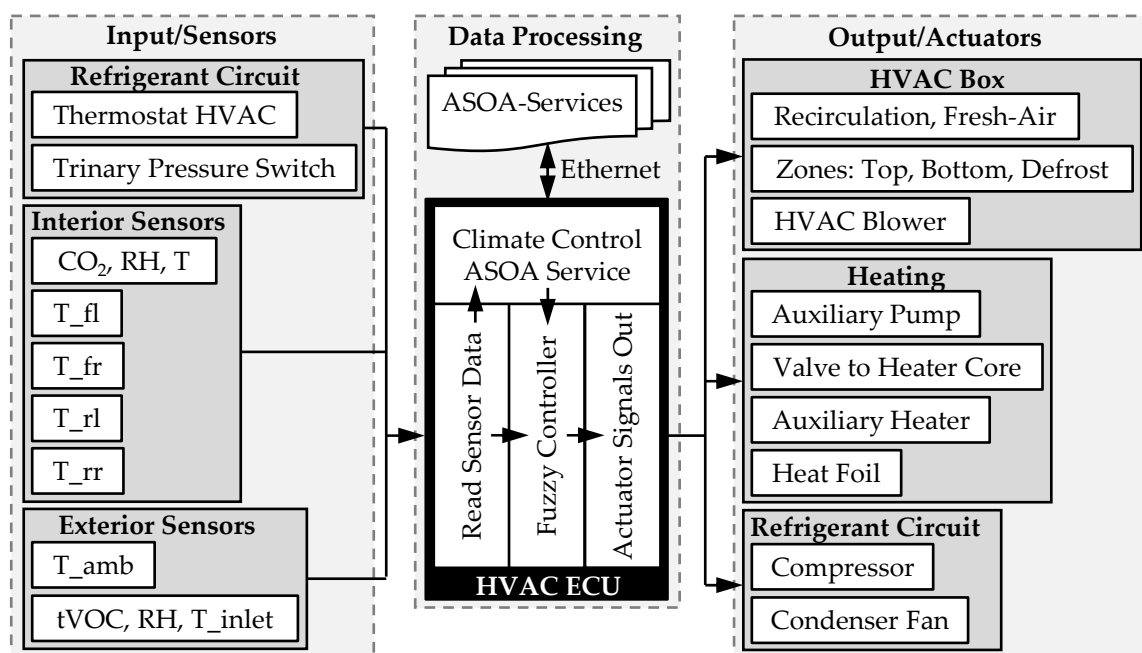 Input/Sensors
Refrigerant Circuit
Thermostat HVAC
Trinary Pressure Switch
Interior Sensors
CO₂, RH, T
T_fl
T_fr
T_rl
T_rr
Exterior Sensors
T_amb
tVOC, RH, T_inlet
Data Processing
ASOA-Services
Ethernet
Climate Control
ASOA Service
Read Sensor Data
Fuzzy Controller
Actuator Signals Out
HVAC ECU
Output/Actuators
HVAC Box
Recirculation, Fresh-Air
Zones: Top, Bottom, Defrost
HVAC Blower
Heating
Auxiliary Pump
Valve to Heater Core
Auxiliary Heater
Heat Foil
Refrigerant Circuit
Compressor
Condenser Fan